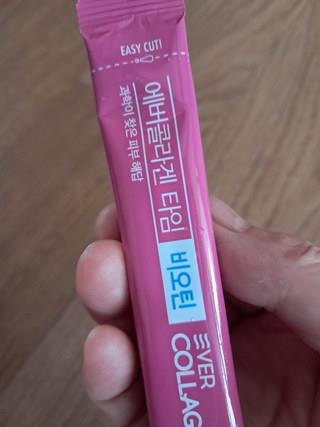 EASY CUT!
에버콜라겐 타임
과학이 찾은 피부 해답
비오틴
EVER
COLLAG